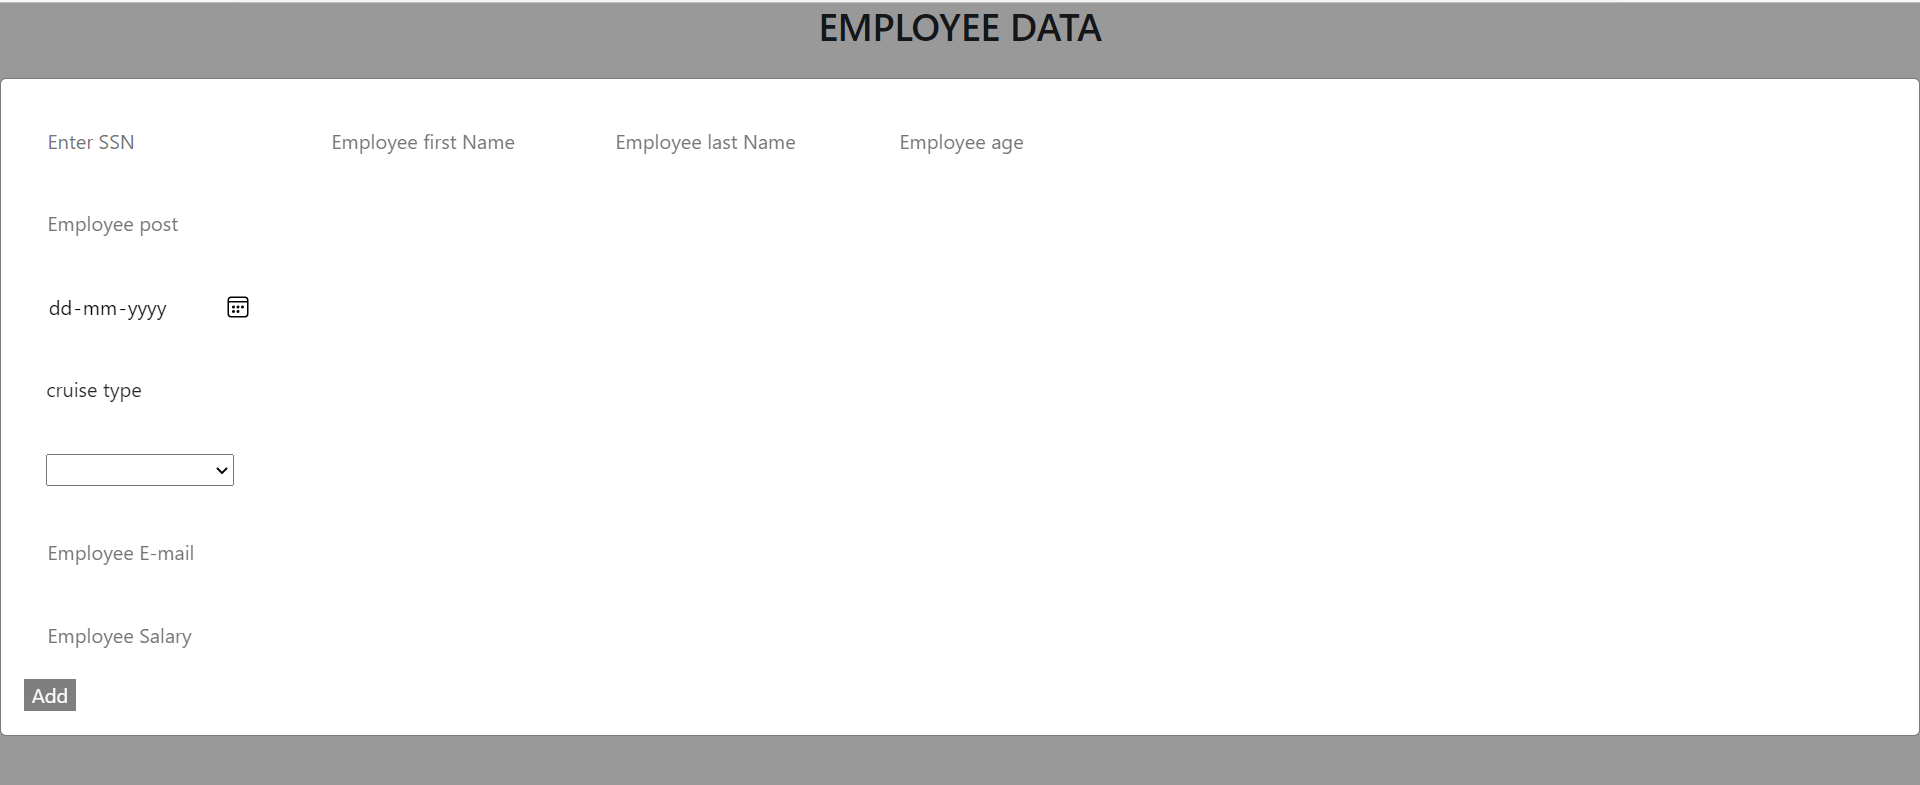 EMPLOYEE DATA
Enter SSN Employee first Name Employee last Name Employee age
Employee post
dd-mm-yyyy
cruise type
Employee E-mail
Employee Salary
Add